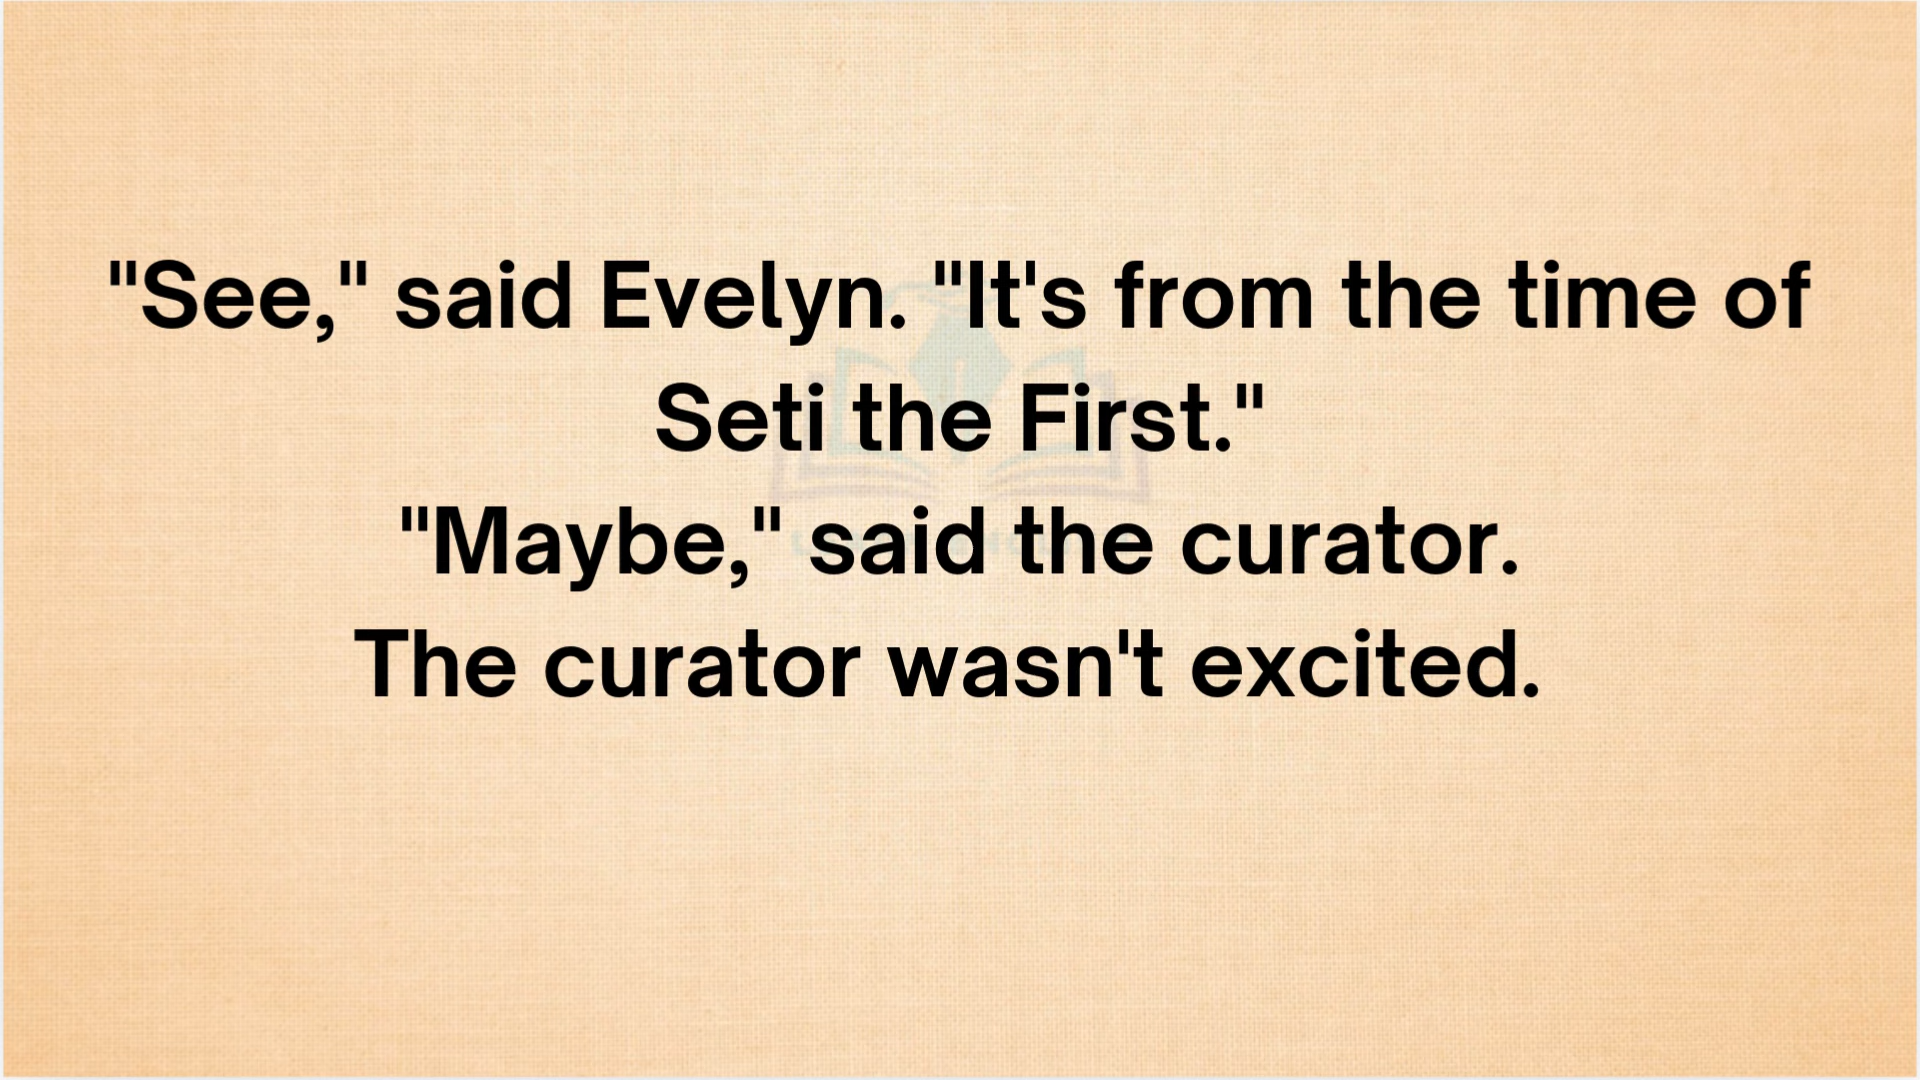 "See," said Evelyn. "It's from the time of
Seti the First."
"Maybe," said the curator.
The curator wasn't excited.